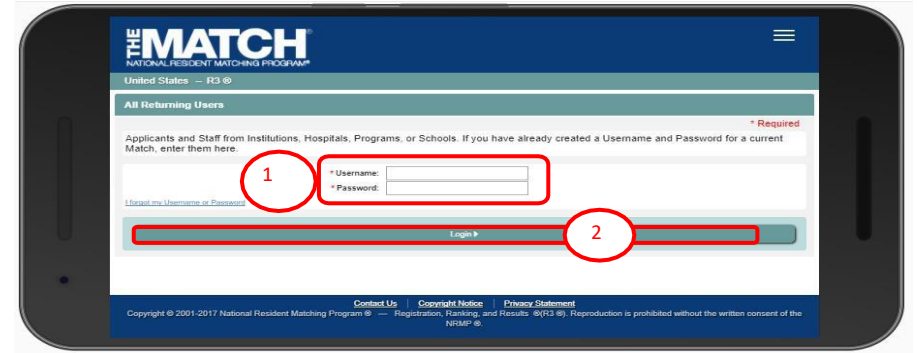 THE MATCH®
NATIONAL RESIDENT MATCHING PROGRAM®
United States – R3 ®
All Returning Users
* Required
Applicants and Staff from Institutions, Hospitals, Programs, or Schools. If you have already created a Username and Password for a current
Match, enter them here.
1
* Username:
* Password:
I forgot my Username or Password
Login
2
Contact Us | Copyright Notice | Privacy Statement
Copyright © 2001-2017 National Resident Matching Program ® — Registration, Ranking, and Results ®(R3 ®). Reproduction is prohibited without the written consent of the
NRMP ®.